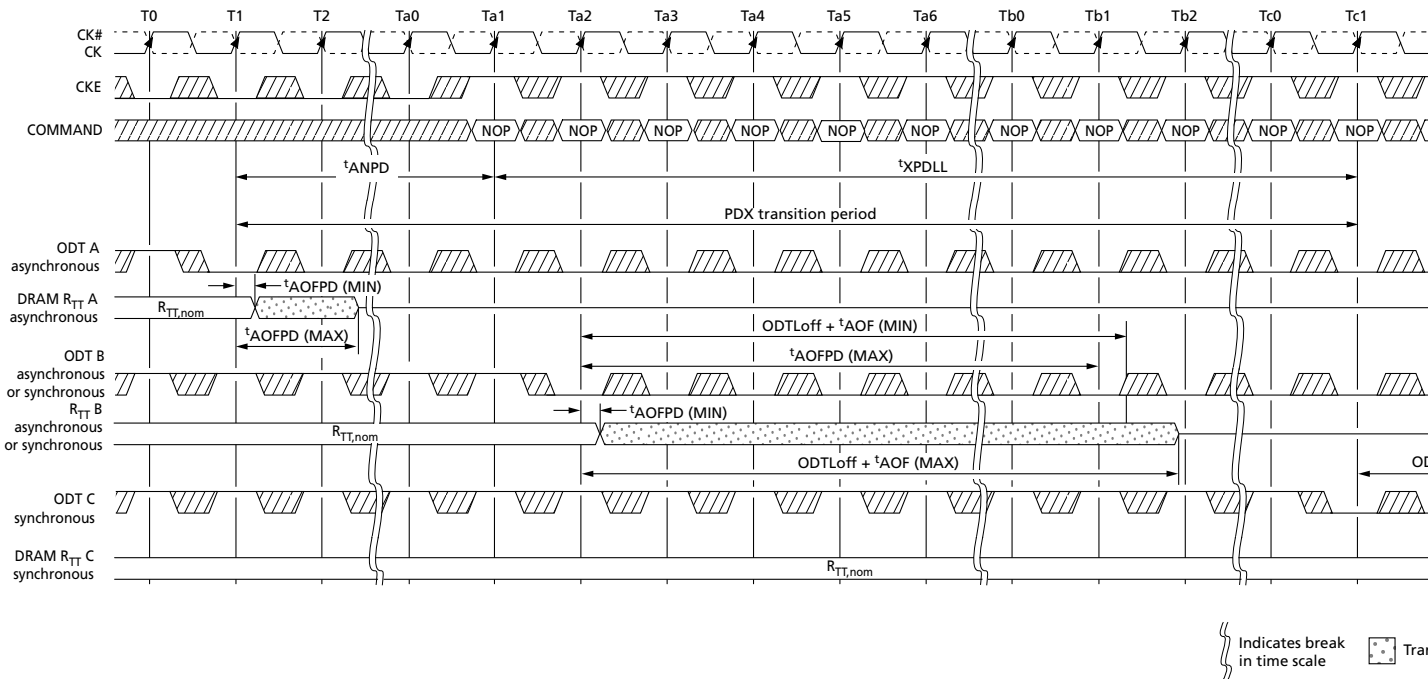 T0 T1 T2 Ta0 Ta1 Ta2 Ta3 Ta4 Ta5 Ta6 Tb0 Tb1 Tb2 Tc0 Tc1
CK#
CK
CKE
COMMAND
NOP NOP NOP NOP NOP NOP NOP NOP NOP NOP NOP
tANPD
tXPDLL
PDX transition period
ODT A
asynchronous
tAOFPD (MIN)
DRAM RTT A
asynchronous
RTT,nom
tAOFPD (MAX)
ODTLoff + tAOF (MIN)
tAOFPD (MAX)
ODT B
asynchronous
or synchronous
tAOFPD (MIN)
RTT B
asynchronous
or synchronous
RTT,nom
ODTLoff + tAOF (MAX)
ODT C
synchronous
DRAM RTT C
synchronous
RTT,nom
Indicates break
in time scale